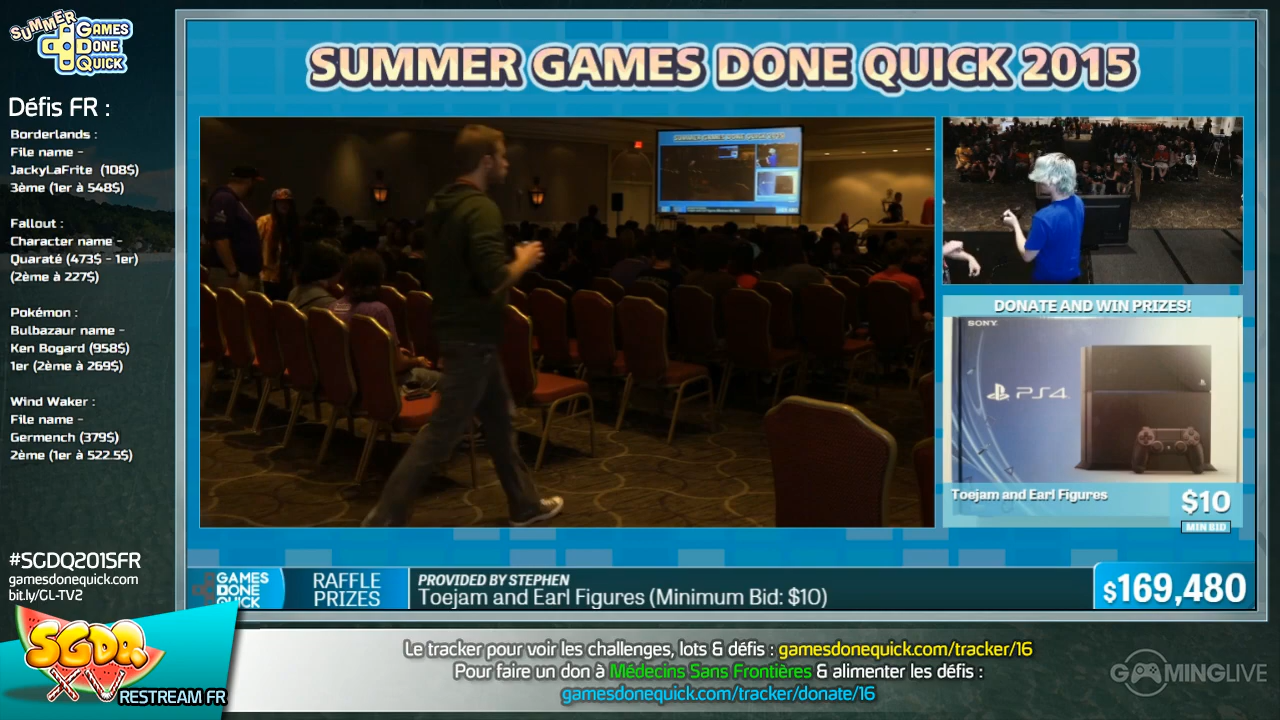 SUMMER
GAMES
DONE
QUICK
Défis FR :
Borderlands :
File name -
JackyLaFrite (108$)
3ème (1er à 548$)
Fallout :
Character name -
Quaraté (473$ - 1er)
(2ème à 227$)
Pokémon :
Bulbazaur name -
Ken Bogard (958$)
1er (2ème à 269$)
Wind Waker :
File name -
Germench (379$)
2ème (1er à 522.5$)
#SGDQ2015FR
gamesdonequick.com
bit.ly/GL-TV2
SGDQ
XV
RESTREAM FR
SUMMER GAMES DONE QUICK 2015
SUMMER GAMES DONE QUICK 2015
DONATE AND WIN PRIZES!
SONY
PS4
Toejam and Earl Figures
$10
MIN BID
GAMES
DONE
QUICK
RAFFLE
PRIZES
PROVIDED BY STEPHEN
Toejam and Earl Figures (Minimum Bid: $10)
$169,480
Le tracker pour voir les challenges, lots & défis : gamesdonequick.com/tracker/16
Pour faire un don à Médecins Sans Frontières & alimenter les défis :
gamesdonequick.com/tracker/donate/16
GAMINGLIVE